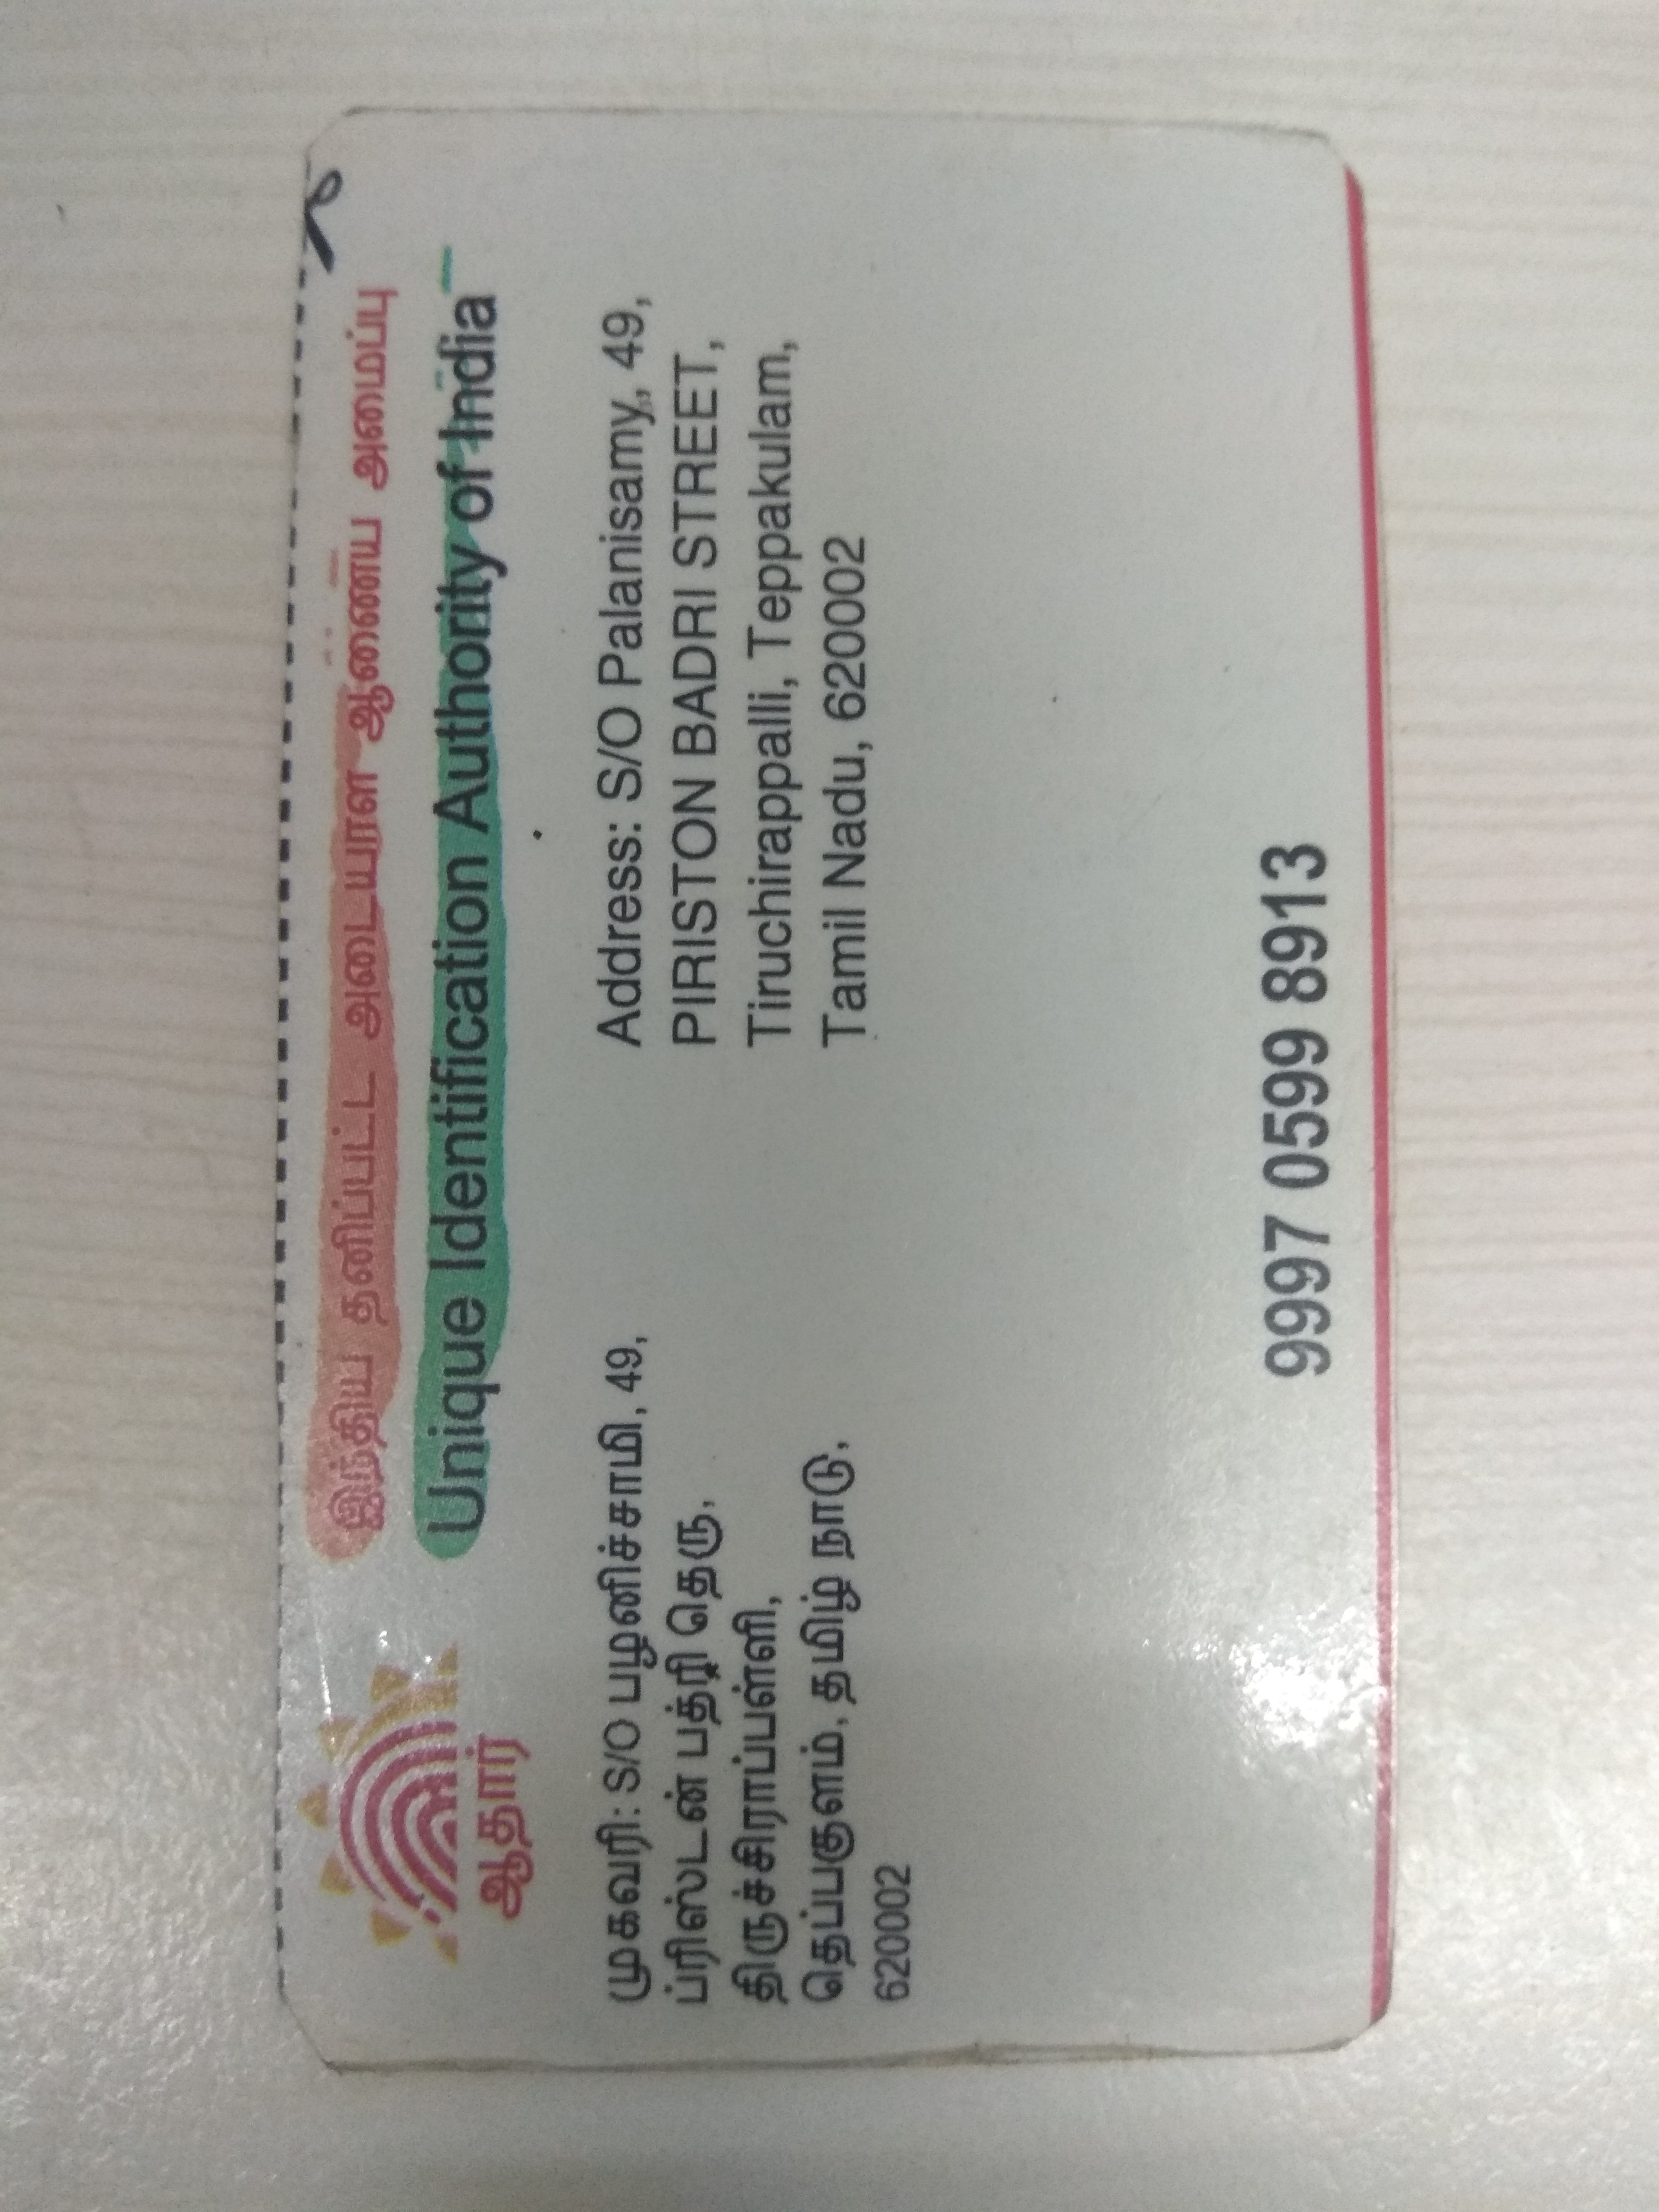 இந்திய தனிப்பட்ட அடையாள ஆணைய அமைப்பு
Unique Identification Authority of India
ஆதார்
முகவரி: S/O பழனிச்சாமி, 49,
ப்ரிஸ்டன் பத்ரி தெரு,
திருச்சிராப்பள்ளி,
தெப்பகுளம், தமிழ் நாடு,
620002
Address: S/O Palanisamy, 49,
PIRISTON BADRI STREET,
Tiruchirappalli, Teppakulam,
Tamil Nadu, 620002
9997 0599 8913